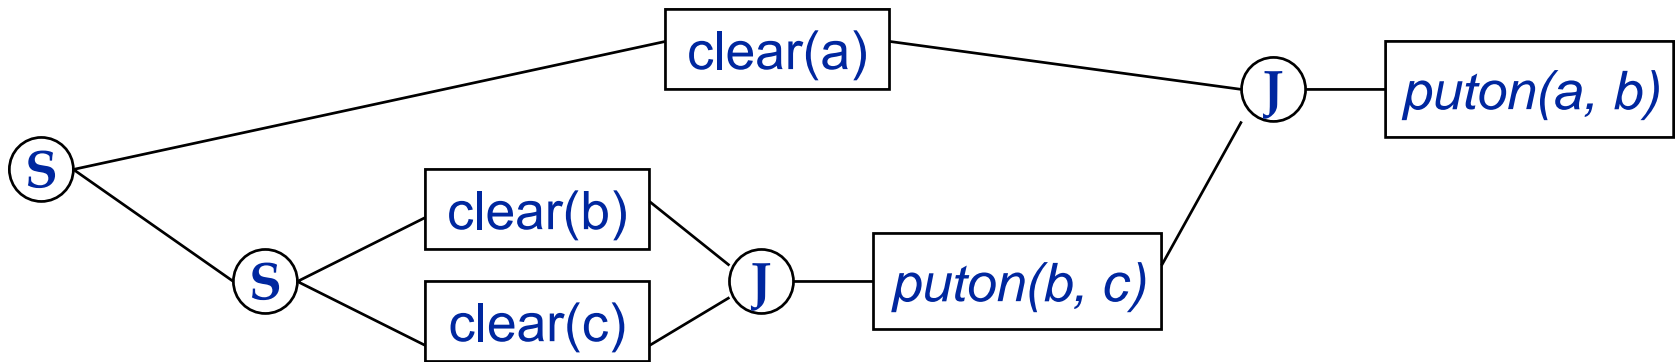 clear(a)
J
puton(a, b)
S
clear(b)
S
J
puton(b, c)
clear(c)